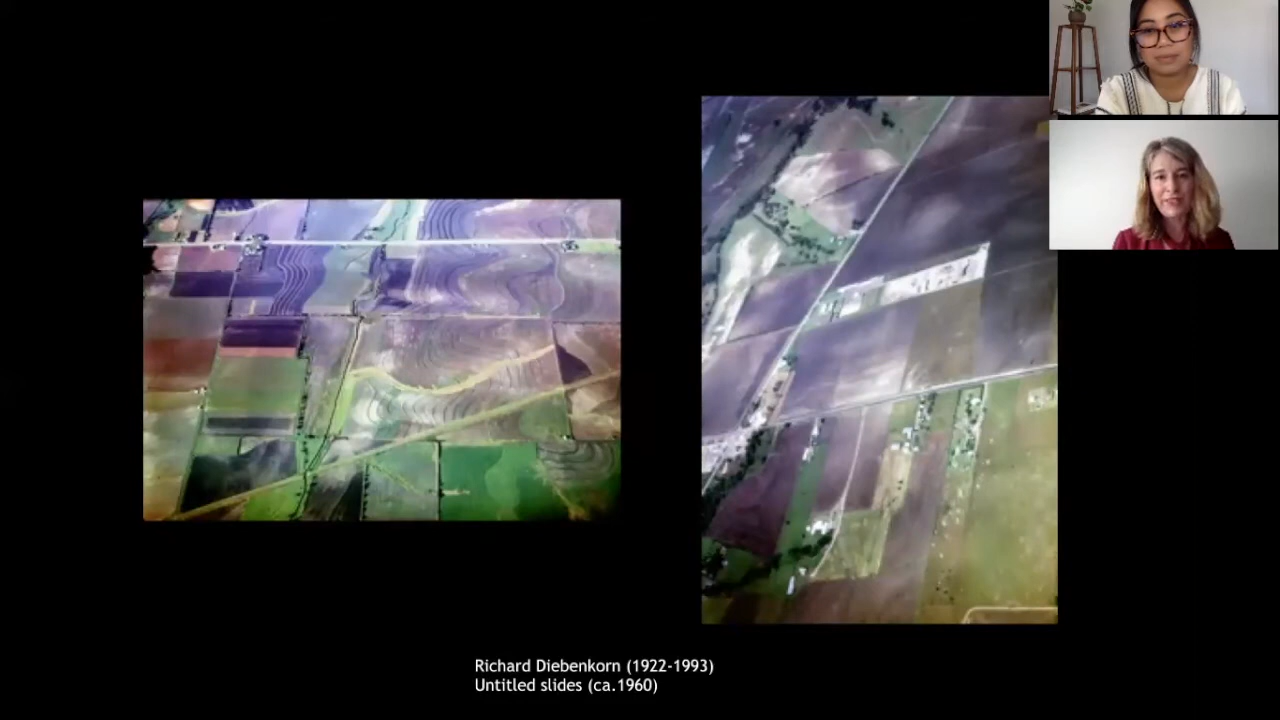 Richard Diebenkorn (1922-1993)
Untitled slides (ca.1960)